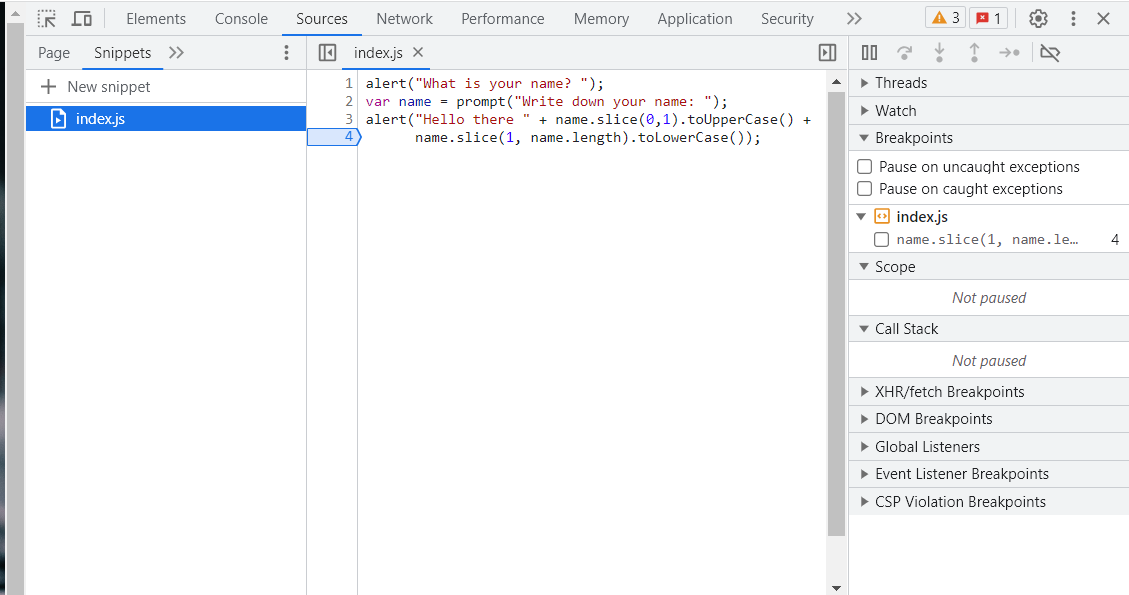 Elements Console Sources Network Performance Memory Application Security 3 1
Page Snippets
index.js
New snippet
index.js
1 alert("What is your name? ");
2 var name = prompt("Write down your name: ");
3 alert("Hello there " + name.slice(0,1).toUpperCase() +
4 name.slice(1, name.length).toLowerCase());
Threads
Watch
Breakpoints
Pause on uncaught exceptions
Pause on caught exceptions
index.js
name.slice(1, name.le… 4
Scope
Not paused
Call Stack
Not paused
XHR/fetch Breakpoints
DOM Breakpoints
Global Listeners
Event Listener Breakpoints
CSP Violation Breakpoints